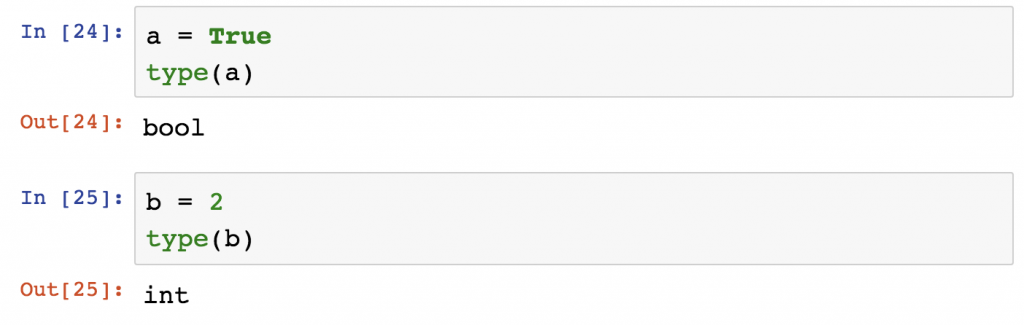 In [24]: a = True
type(a)
Out[24]: bool
In [25]: b = 2
type(b)
Out[25]: int